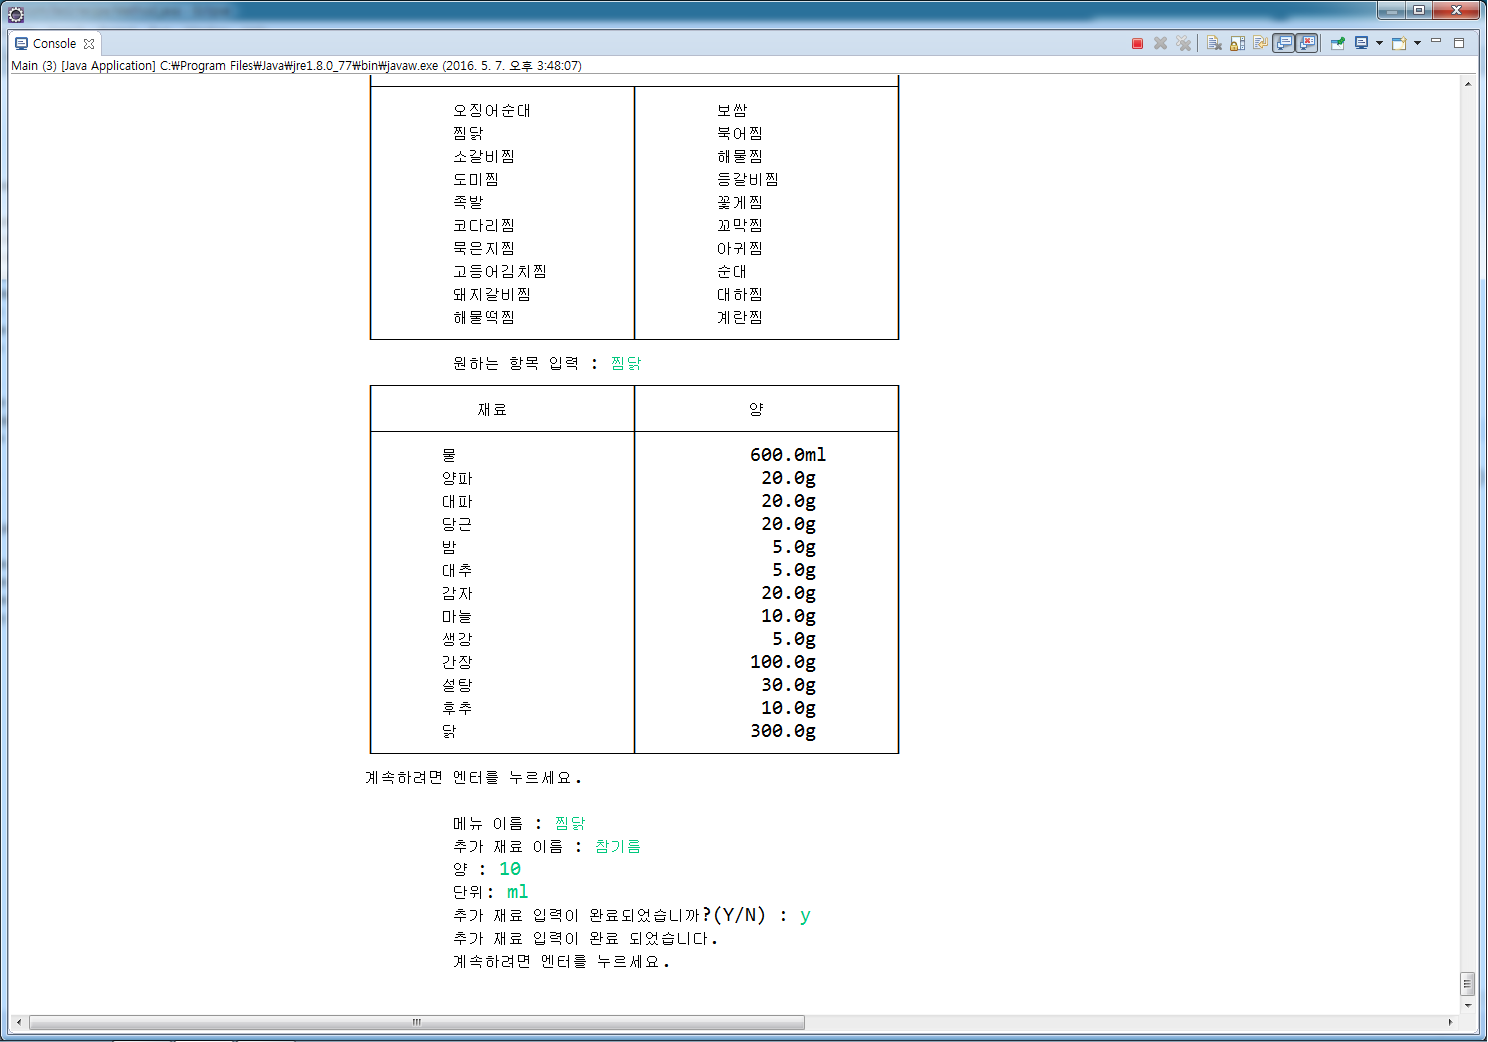 Console
Main (3) [Java Application] C:₩Program Files₩Java₩jre1.8.0_77₩bin₩javaw.exe (2016. 5. 7. 오후 3:48:07)
오징어순대 보쌈
찜닭 북어찜
소갈비찜 해물찜
도미찜 등갈비찜
족발 꽃게찜
코다리찜 꼬막찜
묵은지찜 아귀찜
고등어김치찜 순대
돼지갈비찜 대하찜
해물떡찜 계란찜
원하는 항목 입력 : 찜닭
재료 양
물 600.0ml
양파 20.0g
대파 20.0g
당근 20.0g
밤 5.0g
대추 5.0g
감자 20.0g
마늘 10.0g
생강 5.0g
간장 100.0g
설탕 30.0g
후추 10.0g
닭 300.0g
계속하려면 엔터를 누르세요.
메뉴 이름 : 찜닭
추가 재료 이름 : 참기름
양 : 10
단위: ml
추가 재료 입력이 완료되었습니까?(Y/N) : y
추가 재료 입력이 완료 되었습니다.
계속하려면 엔터를 누르세요.